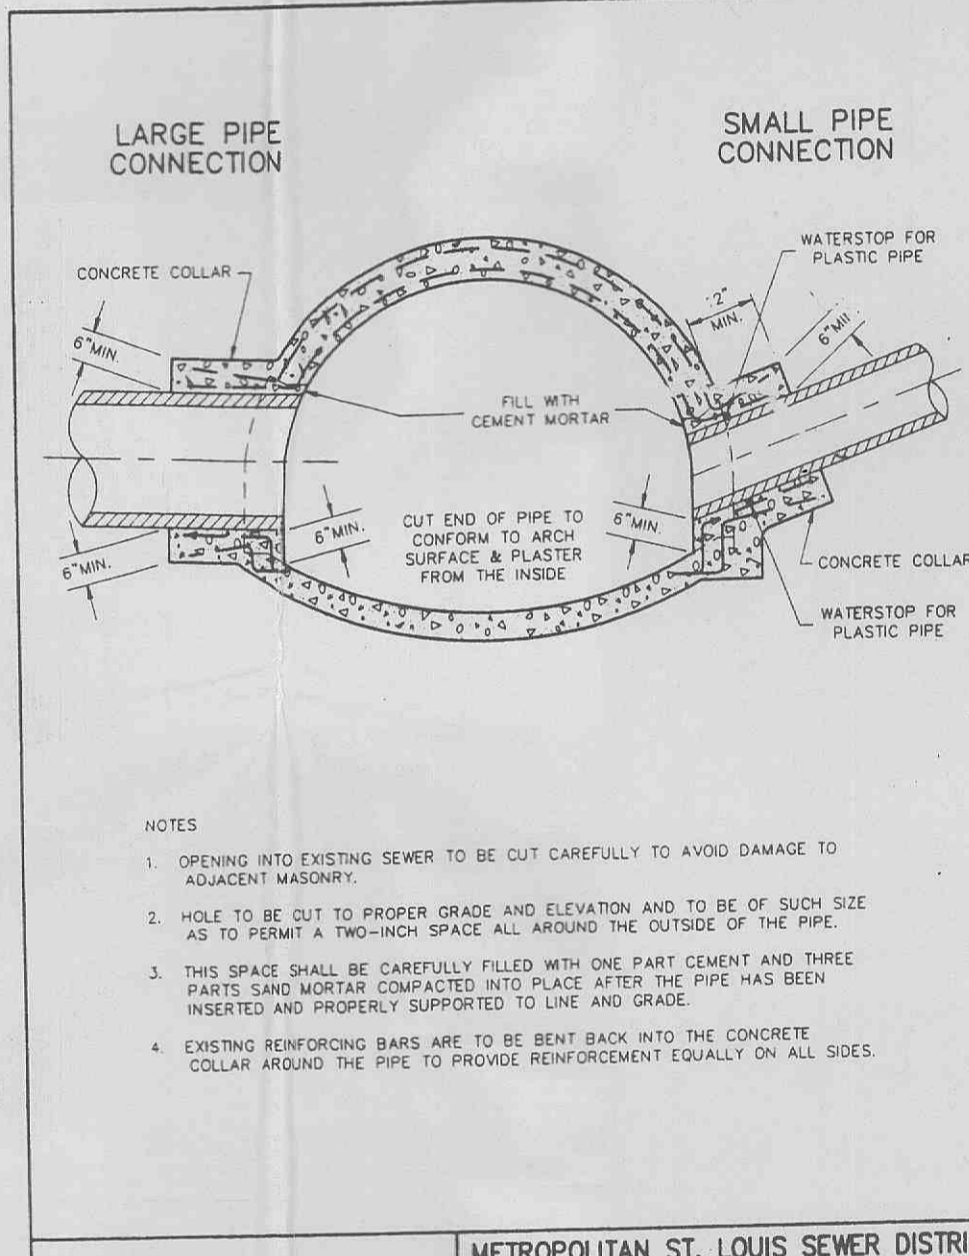 LARGE PIPE
CONNECTION
SMALL PIPE
CONNECTION
WATERSTOP FOR
PLASTIC PIPE
CONCRETE COLLAR
2"
MIN.
6"MIN.
6"MI
FILL WITH
CEMENT MORTAR
6"MIN.
CUT END OF PIPE TO
CONFORM TO ARCH
SURFACE & PLASTER
FROM THE INSIDE
6"MIN.
6"MIN.
CONCRETE COLLAR
WATERSTOP FOR
PLASTIC PIPE
NOTES
1. OPENING INTO EXISTING SEWER TO BE CUT CAREFULLY TO AVOID DAMAGE TO
ADJACENT MASONRY.
2. HOLE TO BE CUT TO PROPER GRADE AND ELEVATION AND TO BE OF SUCH SIZE
AS TO PERMIT A TWO-INCH SPACE ALL AROUND THE OUTSIDE OF THE PIPE.
3. THIS SPACE SHALL BE CAREFULLY FILLED WITH ONE PART CEMENT AND THREE
PARTS SAND MORTAR COMPACTED INTO PLACE AFTER THE PIPE HAS BEEN
INSERTED AND PROPERLY SUPPORTED TO LINE AND GRADE.
4. EXISTING REINFORCING BARS ARE TO BE BENT BACK INTO THE CONCRETE
COLLAR AROUND THE PIPE TO PROVIDE REINFORCEMENT EQUALLY ON ALL SIDES.
METROPOLITAN ST. LOUIS SEWER DISTRI